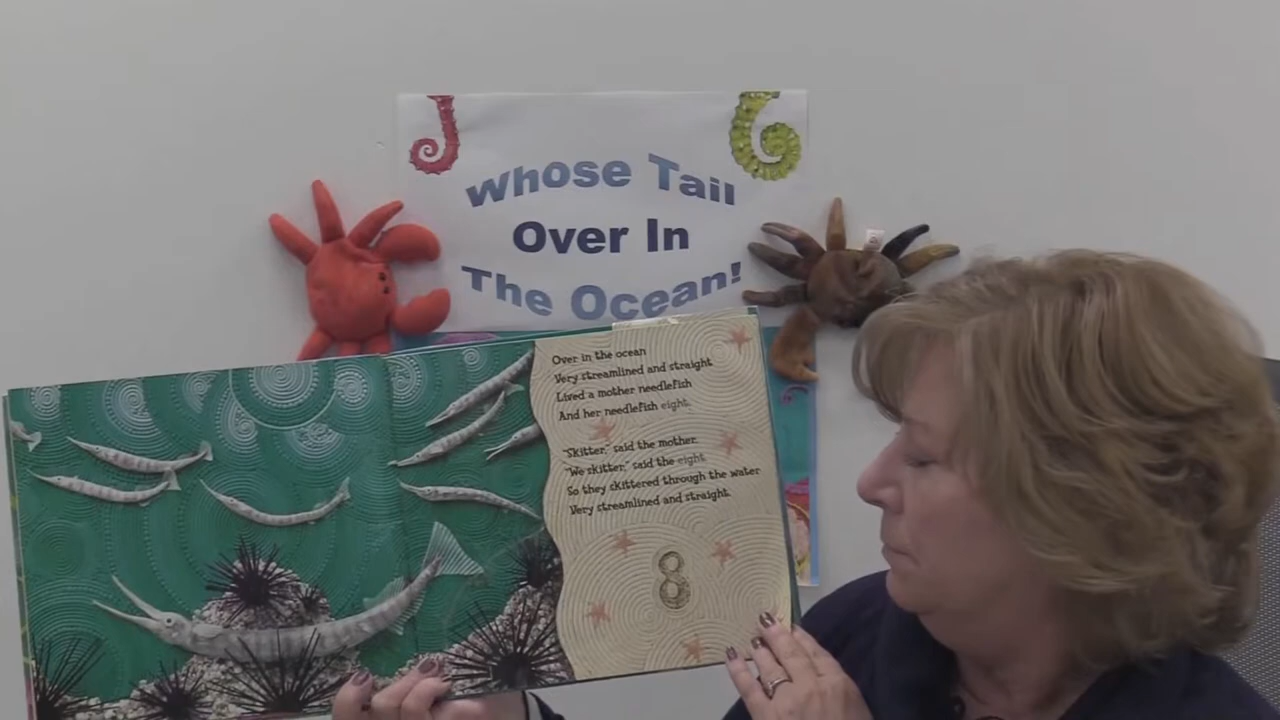 Whose Tail
Over In
The Ocean!
Over in the ocean
Very streamlined and straight
Lived a mother needlefish
And her needlefish eight.
"Skitter," said the mother.
"We skitter," said the eight.
So they skittered through the water
Very streamlined and straight.
8